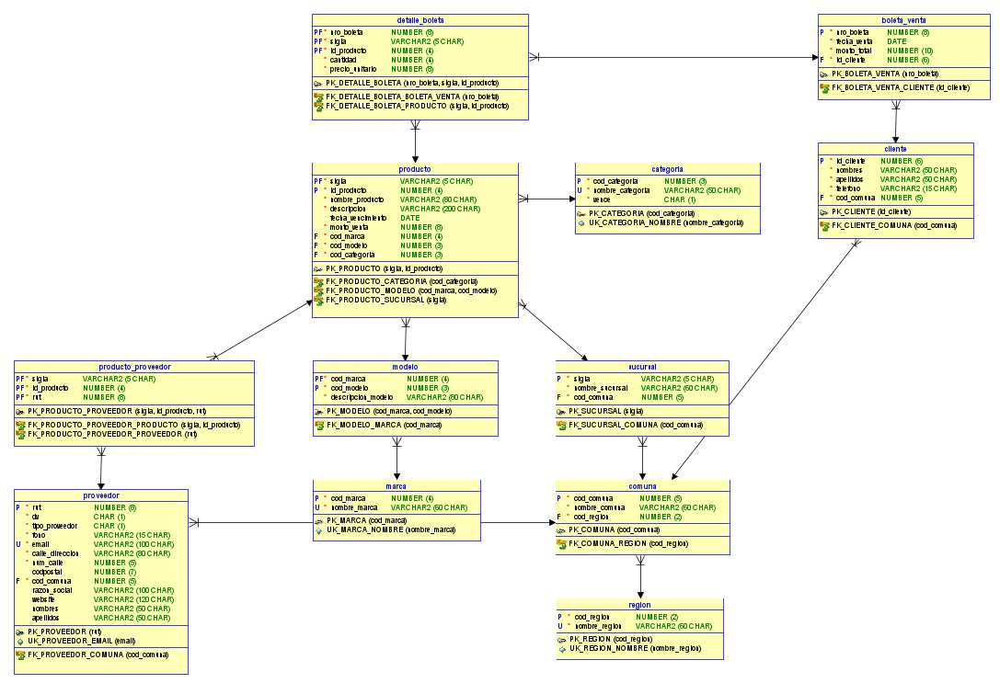 detalle_boleta
PF * nro_boleta NUMBER (8)
PF * sigla VARCHAR2 (5 CHAR)
PF * id_producto NUMBER (4)
* cantidad NUMBER (4)
* precio_unitario NUMBER (8)
PK_DETALLE_BOLETA (nro_boleta, sigla, id_producto)
FK_DETALLE_BOLETA_BOLETA_VENTA (nro_boleta)
FK_DETALLE_BOLETA_PRODUCTO (sigla, id_producto)
boleta_venta
P * nro_boleta NUMBER (8)
* fecha_venta DATE
* monto_total NUMBER (10)
F * id_cliente NUMBER (6)
PK_BOLETA_VENTA (nro_boleta)
FK_BOLETA_VENTA_CLIENTE (id_cliente)
producto
PF * sigla VARCHAR2 (5 CHAR)
P * id_producto NUMBER (4)
* nombre_producto VARCHAR2 (80 CHAR)
* descripcion VARCHAR2 (200 CHAR)
fecha_vencimiento DATE
* monto_venta NUMBER (8)
F * cod_marca NUMBER (4)
F * cod_modelo NUMBER (3)
F * cod_categoria NUMBER (3)
PK_PRODUCTO (sigla, id_producto)
FK_PRODUCTO_CATEGORIA (cod_categoria)
FK_PRODUCTO_MODELO (cod_marca, cod_modelo)
FK_PRODUCTO_SUCURSAL (sigla)
categoria
P * cod_categoria NUMBER (3)
U * nombre_categoria VARCHAR2 (50 CHAR)
* vence CHAR (1)
PK_CATEGORIA (cod_categoria)
UK_CATEGORIA_NOMBRE (nombre_categoria)
cliente
P * id_cliente NUMBER (6)
* nombres VARCHAR2 (50 CHAR)
* apellidos VARCHAR2 (50 CHAR)
* telefono VARCHAR2 (15 CHAR)
F * cod_comuna NUMBER (5)
PK_CLIENTE (id_cliente)
FK_CLIENTE_COMUNA (cod_comuna)
producto_proveedor
PF * sigla VARCHAR2 (5 CHAR)
PF * id_producto NUMBER (4)
PF * rut NUMBER (8)
PK_PRODUCTO_PROVEEDOR (sigla, id_producto, rut)
FK_PRODUCTO_PROVEEDOR_PRODUCTO (sigla, id_producto)
FK_PRODUCTO_PROVEEDOR_PROVEEDOR (rut)
modelo
PF * cod_marca NUMBER (4)
P * cod_modelo NUMBER (3)
* descripcion_modelo VARCHAR2 (80 CHAR)
PK_MODELO (cod_marca, cod_modelo)
FK_MODELO_MARCA (cod_marca)
sucursal
P * sigla VARCHAR2 (5 CHAR)
* nombre_sucursal VARCHAR2 (60 CHAR)
F * cod_comuna NUMBER (5)
PK_SUCURSAL (sigla)
FK_SUCURSAL_COMUNA (cod_comuna)
proveedor
P * rut NUMBER (8)
* dv CHAR (1)
* tipo_proveedor CHAR (1)
* fono VARCHAR2 (15 CHAR)
U * email VARCHAR2 (100 CHAR)
* calle_direccion VARCHAR2 (80 CHAR)
* num_calle NUMBER (5)
codpostal NUMBER (7)
F * cod_comuna NUMBER (5)
razon_social VARCHAR2 (100 CHAR)
website VARCHAR2 (120 CHAR)
nombres VARCHAR2 (50 CHAR)
apellidos VARCHAR2 (50 CHAR)
PK_PROVEEDOR (rut)
UK_PROVEEDOR_EMAIL (email)
FK_PROVEEDOR_COMUNA (cod_comuna)
marca
P * cod_marca NUMBER (4)
U * nombre_marca VARCHAR2 (60 CHAR)
PK_MARCA (cod_marca)
UK_MARCA_NOMBRE (nombre_marca)
comuna
P * cod_comuna NUMBER (5)
* nombre_comuna VARCHAR2 (60 CHAR)
F * cod_region NUMBER (2)
PK_COMUNA (cod_comuna)
FK_COMUNA_REGION (cod_region)
region
P * cod_region NUMBER (2)
U * nombre_region VARCHAR2 (60 CHAR)
PK_REGION (cod_region)
UK_REGION_NOMBRE (nombre_region)